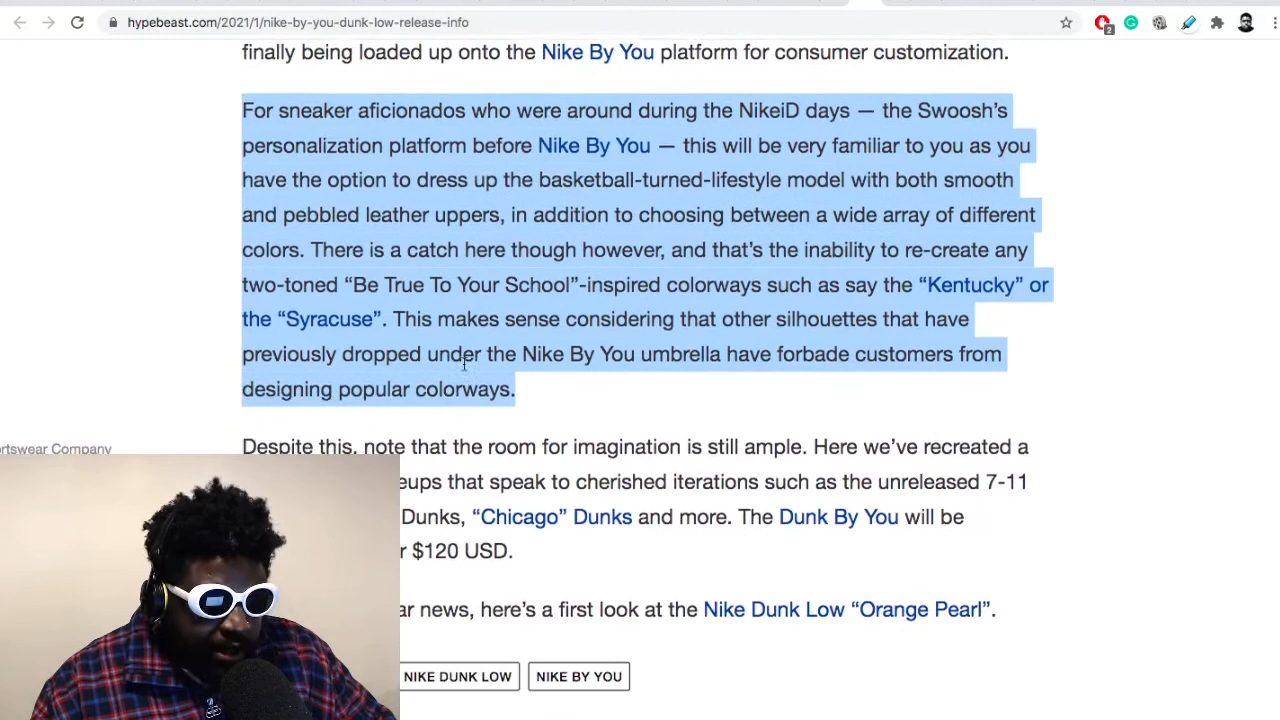 hypebeast.com/2021/1/nike-by-you-dunk-low-release-info
2
finally being loaded up onto the Nike By You platform for consumer customization.
For sneaker aficionados who were around during the NikeiD days — the Swoosh's
personalization platform before Nike By You — this will be very familiar to you as you
have the option to dress up the basketball-turned-lifestyle model with both smooth
and pebbled leather uppers, in addition to choosing between a wide array of different
colors. There is a catch here though however, and that's the inability to re-create any
two-toned “Be True To Your School”-inspired colorways such as say the “Kentucky” or
the “Syracuse”. This makes sense considering that other silhouettes that have
previously dropped under the Nike By You umbrella have forbade customers from
designing popular colorways.
rtswear Company
Despite this, note that the room for imagination is still ample. Here we've recreated a
eups that speak to cherished iterations such as the unreleased 7-11
Dunks, “Chicago” Dunks and more. The Dunk By You will be
r $120 USD.
ar news, here's a first look at the Nike Dunk Low “Orange Pearl”.
NIKE DUNK LOW
NIKE BY YOU